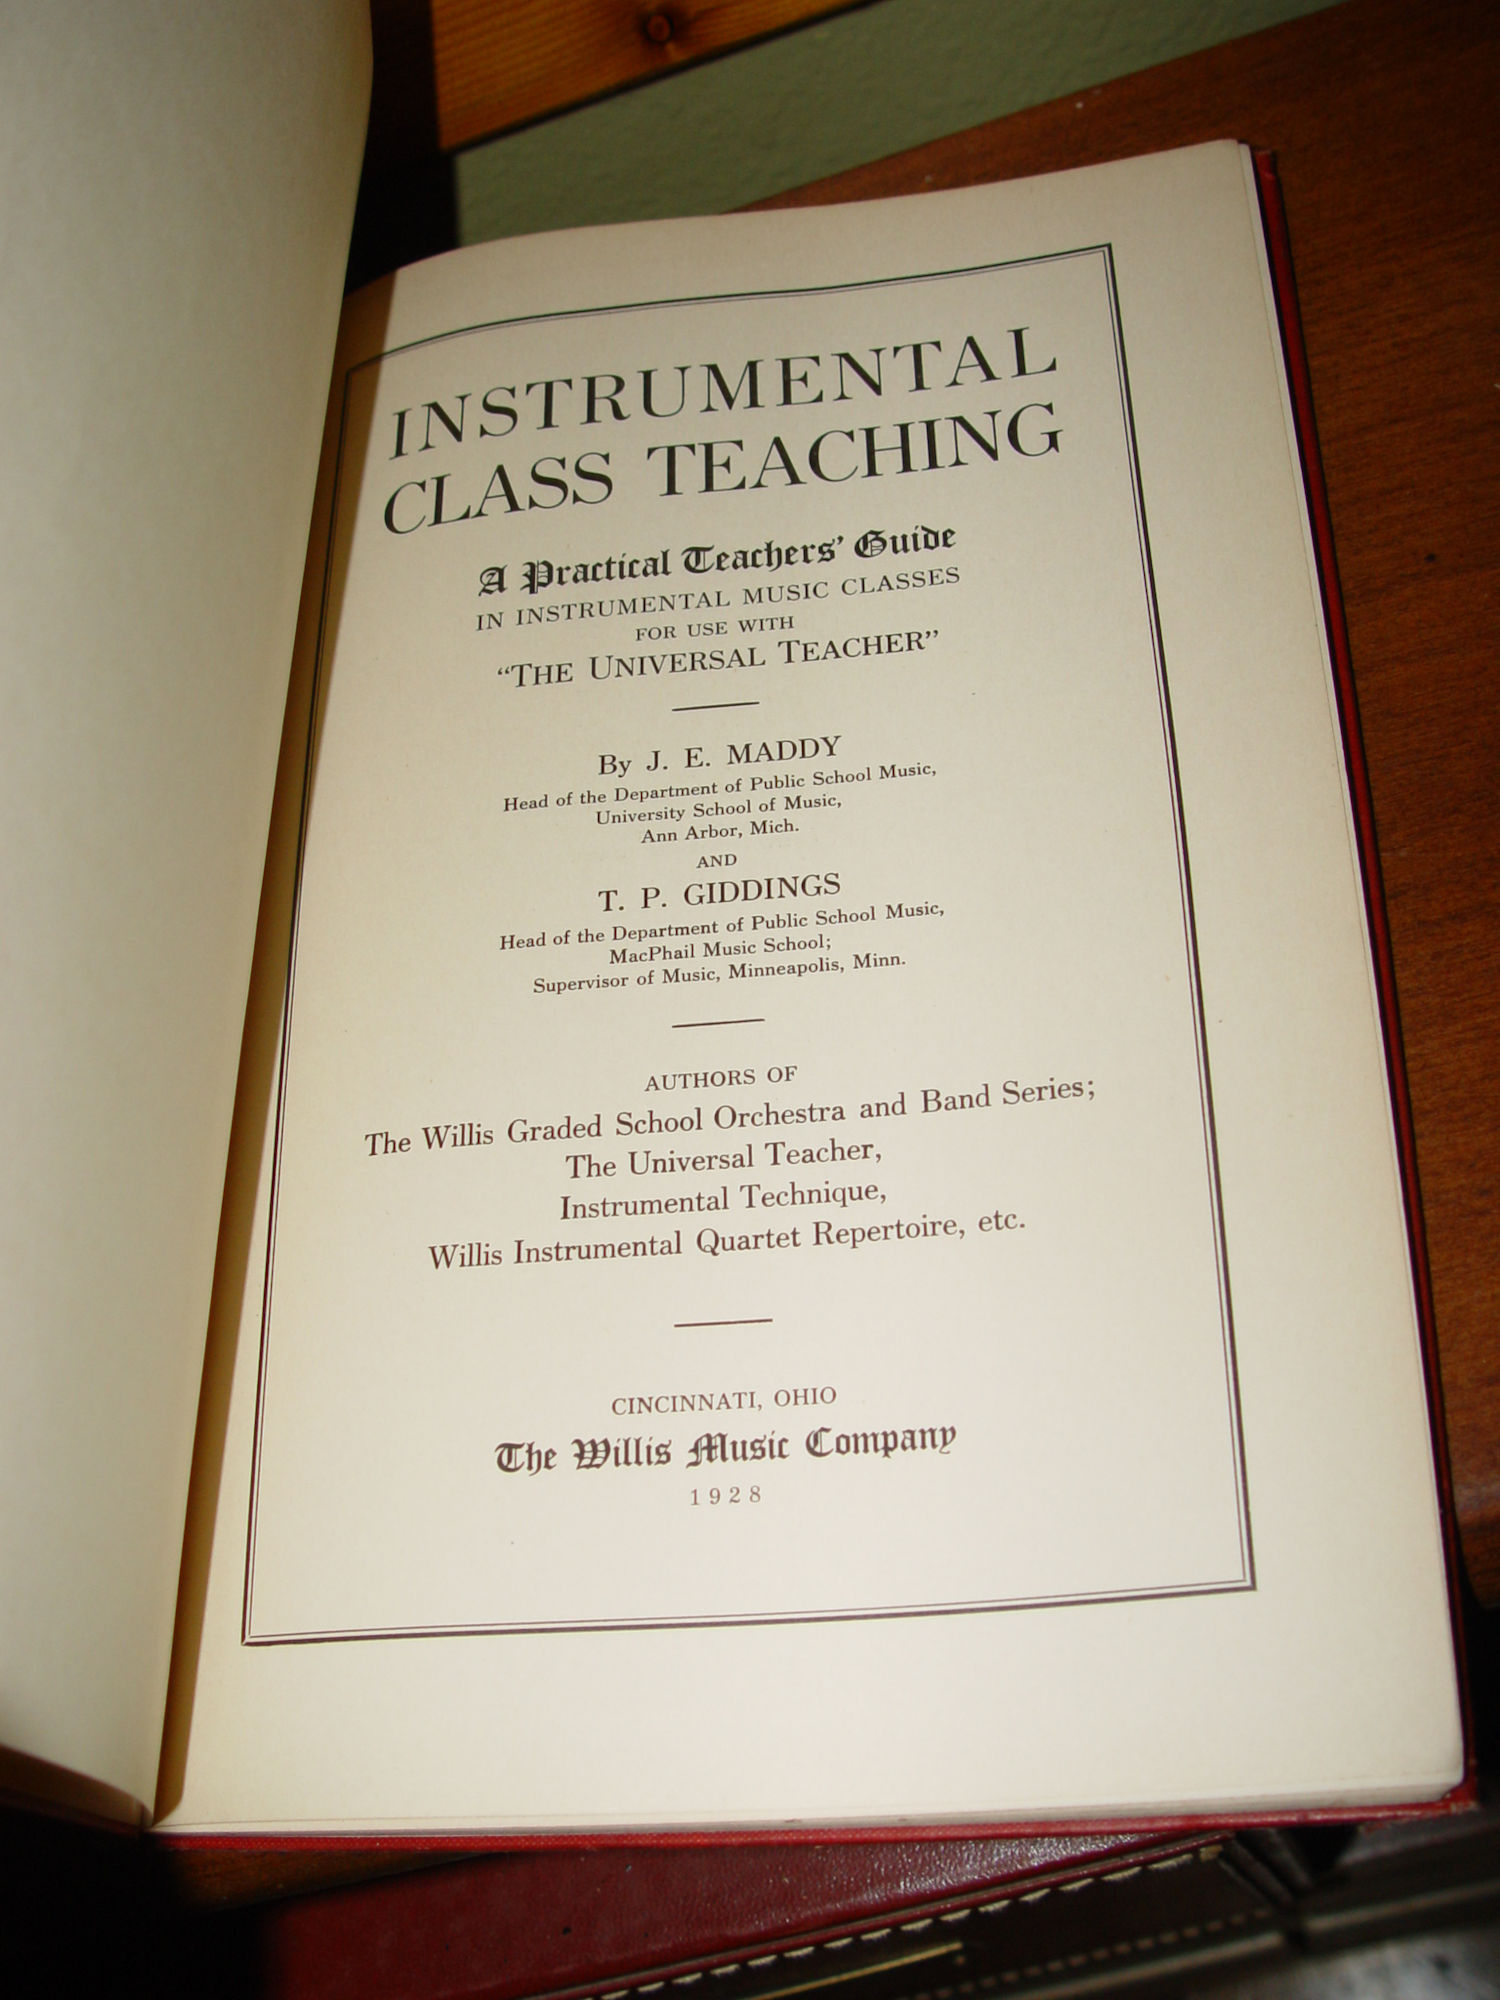 INSTRUMENTAL
CLASS TEACHING
A Practical Teachers' Guide
IN INSTRUMENTAL MUSIC CLASSES
FOR USE WITH
“THE UNIVERSAL TEACHER”
By J. E. MADDY
Head of the Department of Public School Music,
University School of Music,
Ann Arbor, Mich.
AND
T. P. GIDDINGS
Head of the Department of Public School Music,
MacPhail Music School;
Supervisor of Music, Minneapolis, Minn.
AUTHORS OF
The Willis Graded School Orchestra and Band Series;
The Universal Teacher,
Instrumental Technique,
Willis Instrumental Quartet Repertoire, etc.
CINCINNATI, OHIO
The Willis Music Company
1928